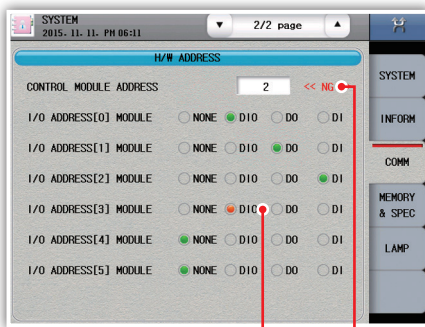 SYSTEM
2015. 11. 11. PM 06:11
▼ 2/2 page ▲
H/W ADDRESS
CONTROL MODULE ADDRESS 2 << NG
I/O ADDRESS[0] MODULE NONE DIO DO DI
I/O ADDRESS[1] MODULE NONE DIO DO DI
I/O ADDRESS[2] MODULE NONE DIO DO DI
I/O ADDRESS[3] MODULE NONE DIO DO DI
I/O ADDRESS[4] MODULE NONE DIO DO DI
I/O ADDRESS[5] MODULE NONE DIO DO DI
SYSTEM
INFORM
COMM
MEMORY
& SPEC
LAMP